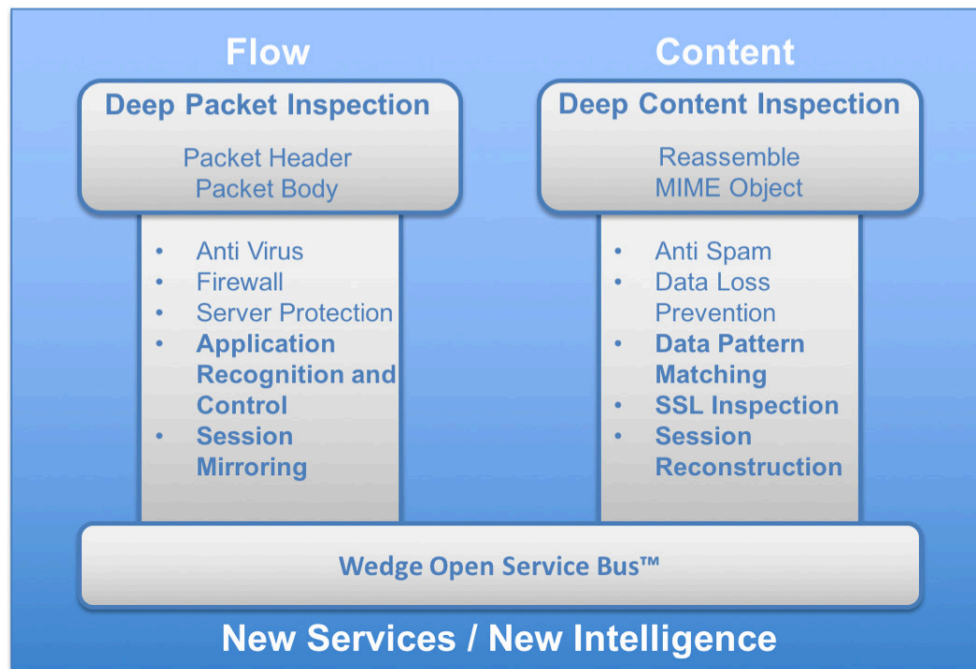 Flow
Deep Packet Inspection
Packet Header
Packet Body
• Anti Virus
• Firewall
• Server Protection
• Application
Recognition and
Control
• Session
Mirroring
Content
Deep Content Inspection
Reassemble
MIME Object
• Anti Spam
• Data Loss
Prevention
• Data Pattern
Matching
• SSL Inspection
• Session
Reconstruction
Wedge Open Service Bus™
New Services / New Intelligence